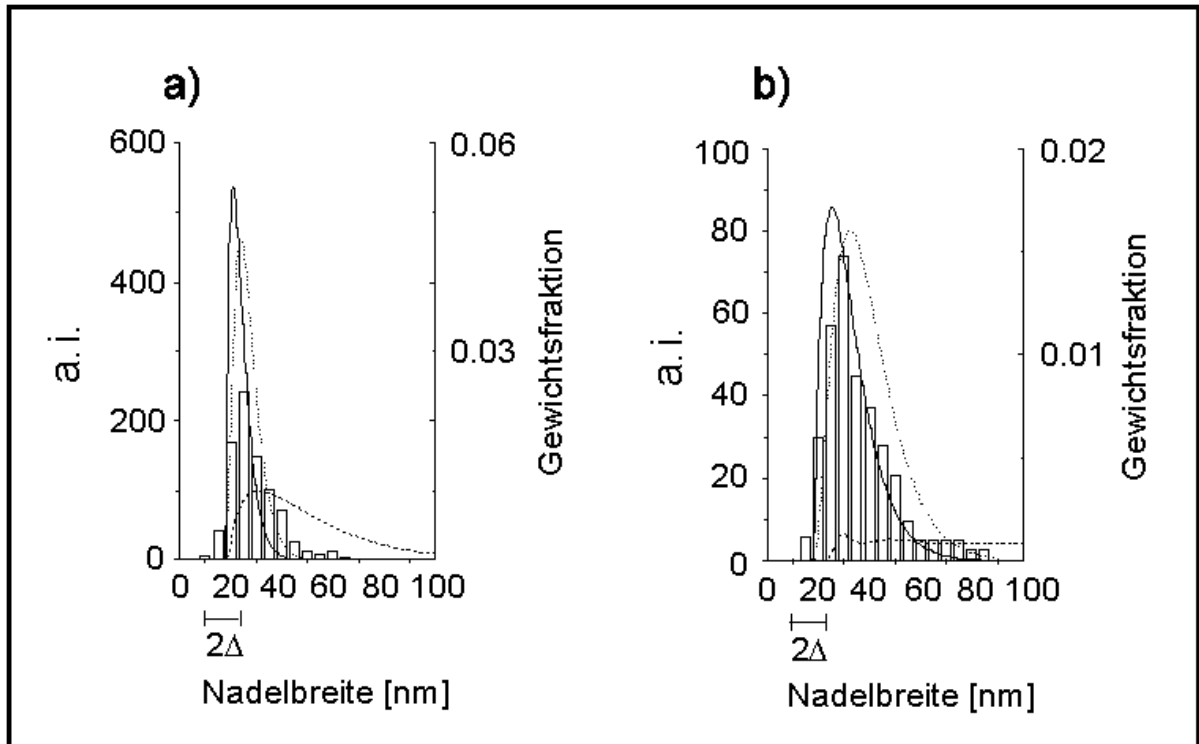 a)
600
400
200
0
a. i.
0.06
0.03
Gewichtsfraktion
0 20 40 60 80 100
2Δ
Nadelbreite [nm]
b)
100
80
60
40
20
0
a. i.
0.02
0.01
Gewichtsfraktion
0 20 40 60 80 100
2Δ
Nadelbreite [nm]